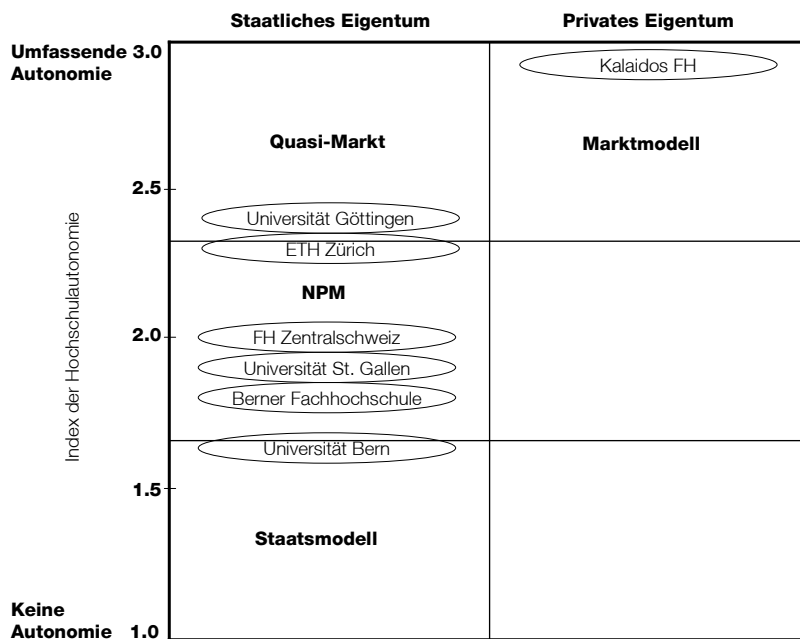 Staatliches Eigentum
Privates Eigentum
Umfassende 3.0
Autonomie
Kalaidos FH
Quasi-Markt
Marktmodell
2.5
Universität Göttingen
ETH Zürich
NPM
2.0
FH Zentralschweiz
Universität St. Gallen
Berner Fachhochschule
Index der Hochschulautonomie
Universität Bern
1.5
Staatsmodell
Keine
Autonomie 1.0